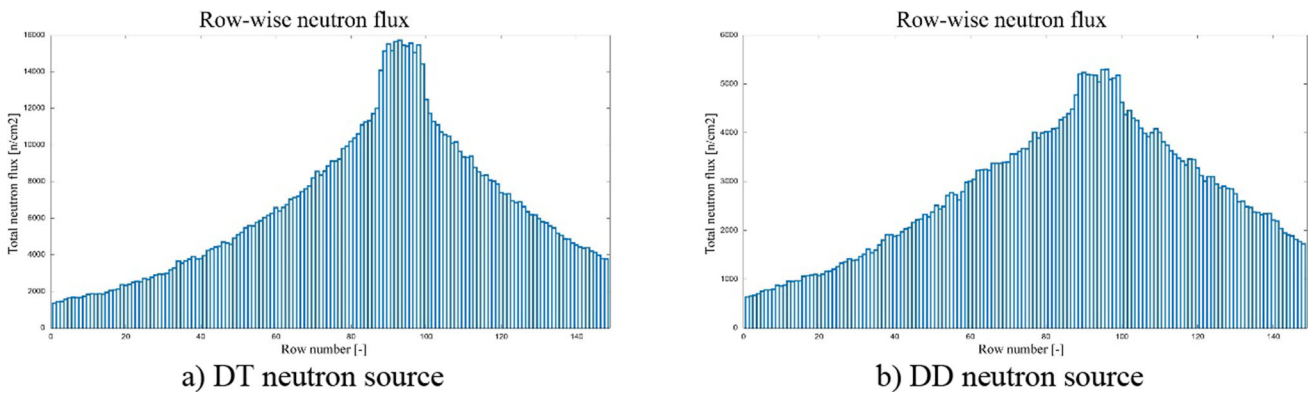 Row-wise neutron flux
16000
14000
12000
10000
8000
6000
4000
2000
0
Total neutron flux [n/cm2]
0 20 40 60 80 100 120 140
Row number [-]
a) DT neutron source
Row-wise neutron flux
6000
5000
4000
3000
2000
1000
0
Total neutron flux [n/cm2]
0 20 40 60 80 100 120 140
Row number [-]
b) DD neutron source